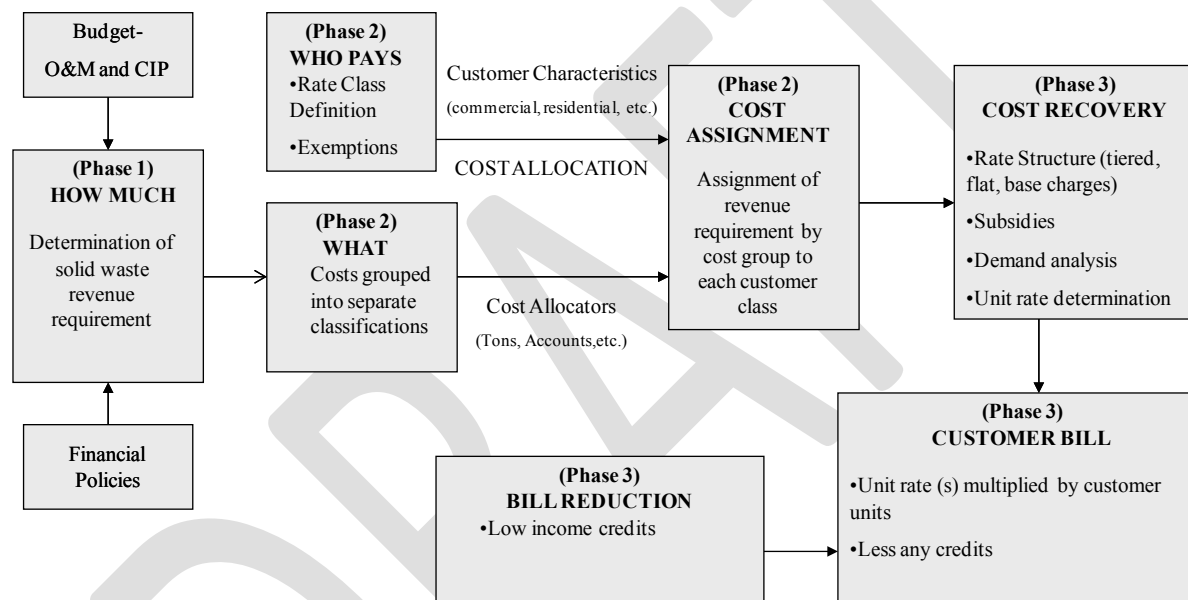 Budget-
O&M and CIP
(Phase 1)
HOW MUCH
Determination of
solid waste
revenue
requirement
Financial
Policies
(Phase 2)
WHO PAYS
•Rate Class
Definition
•Exemptions
Customer Characteristics
(commercial, residential, etc.)
COST ALLOCATION
(Phase 2)
WHAT
Costs grouped
into separate
classifications
Cost Allocators
(Tons, Accounts,etc.)
(Phase 2)
COST
ASSIGNMENT
Assignment of
revenue
requirement by
cost group to
each customer
class
(Phase 3)
COST RECOVERY
•Rate Structure (tiered,
flat, base charges)
•Subsidies
•Demand analysis
•Unit rate determination
(Phase 3)
BILL REDUCTION
•Low income credits
(Phase 3)
CUSTOMER BILL
•Unit rate (s) multiplied by customer
units
•Less any credits
DRAFT